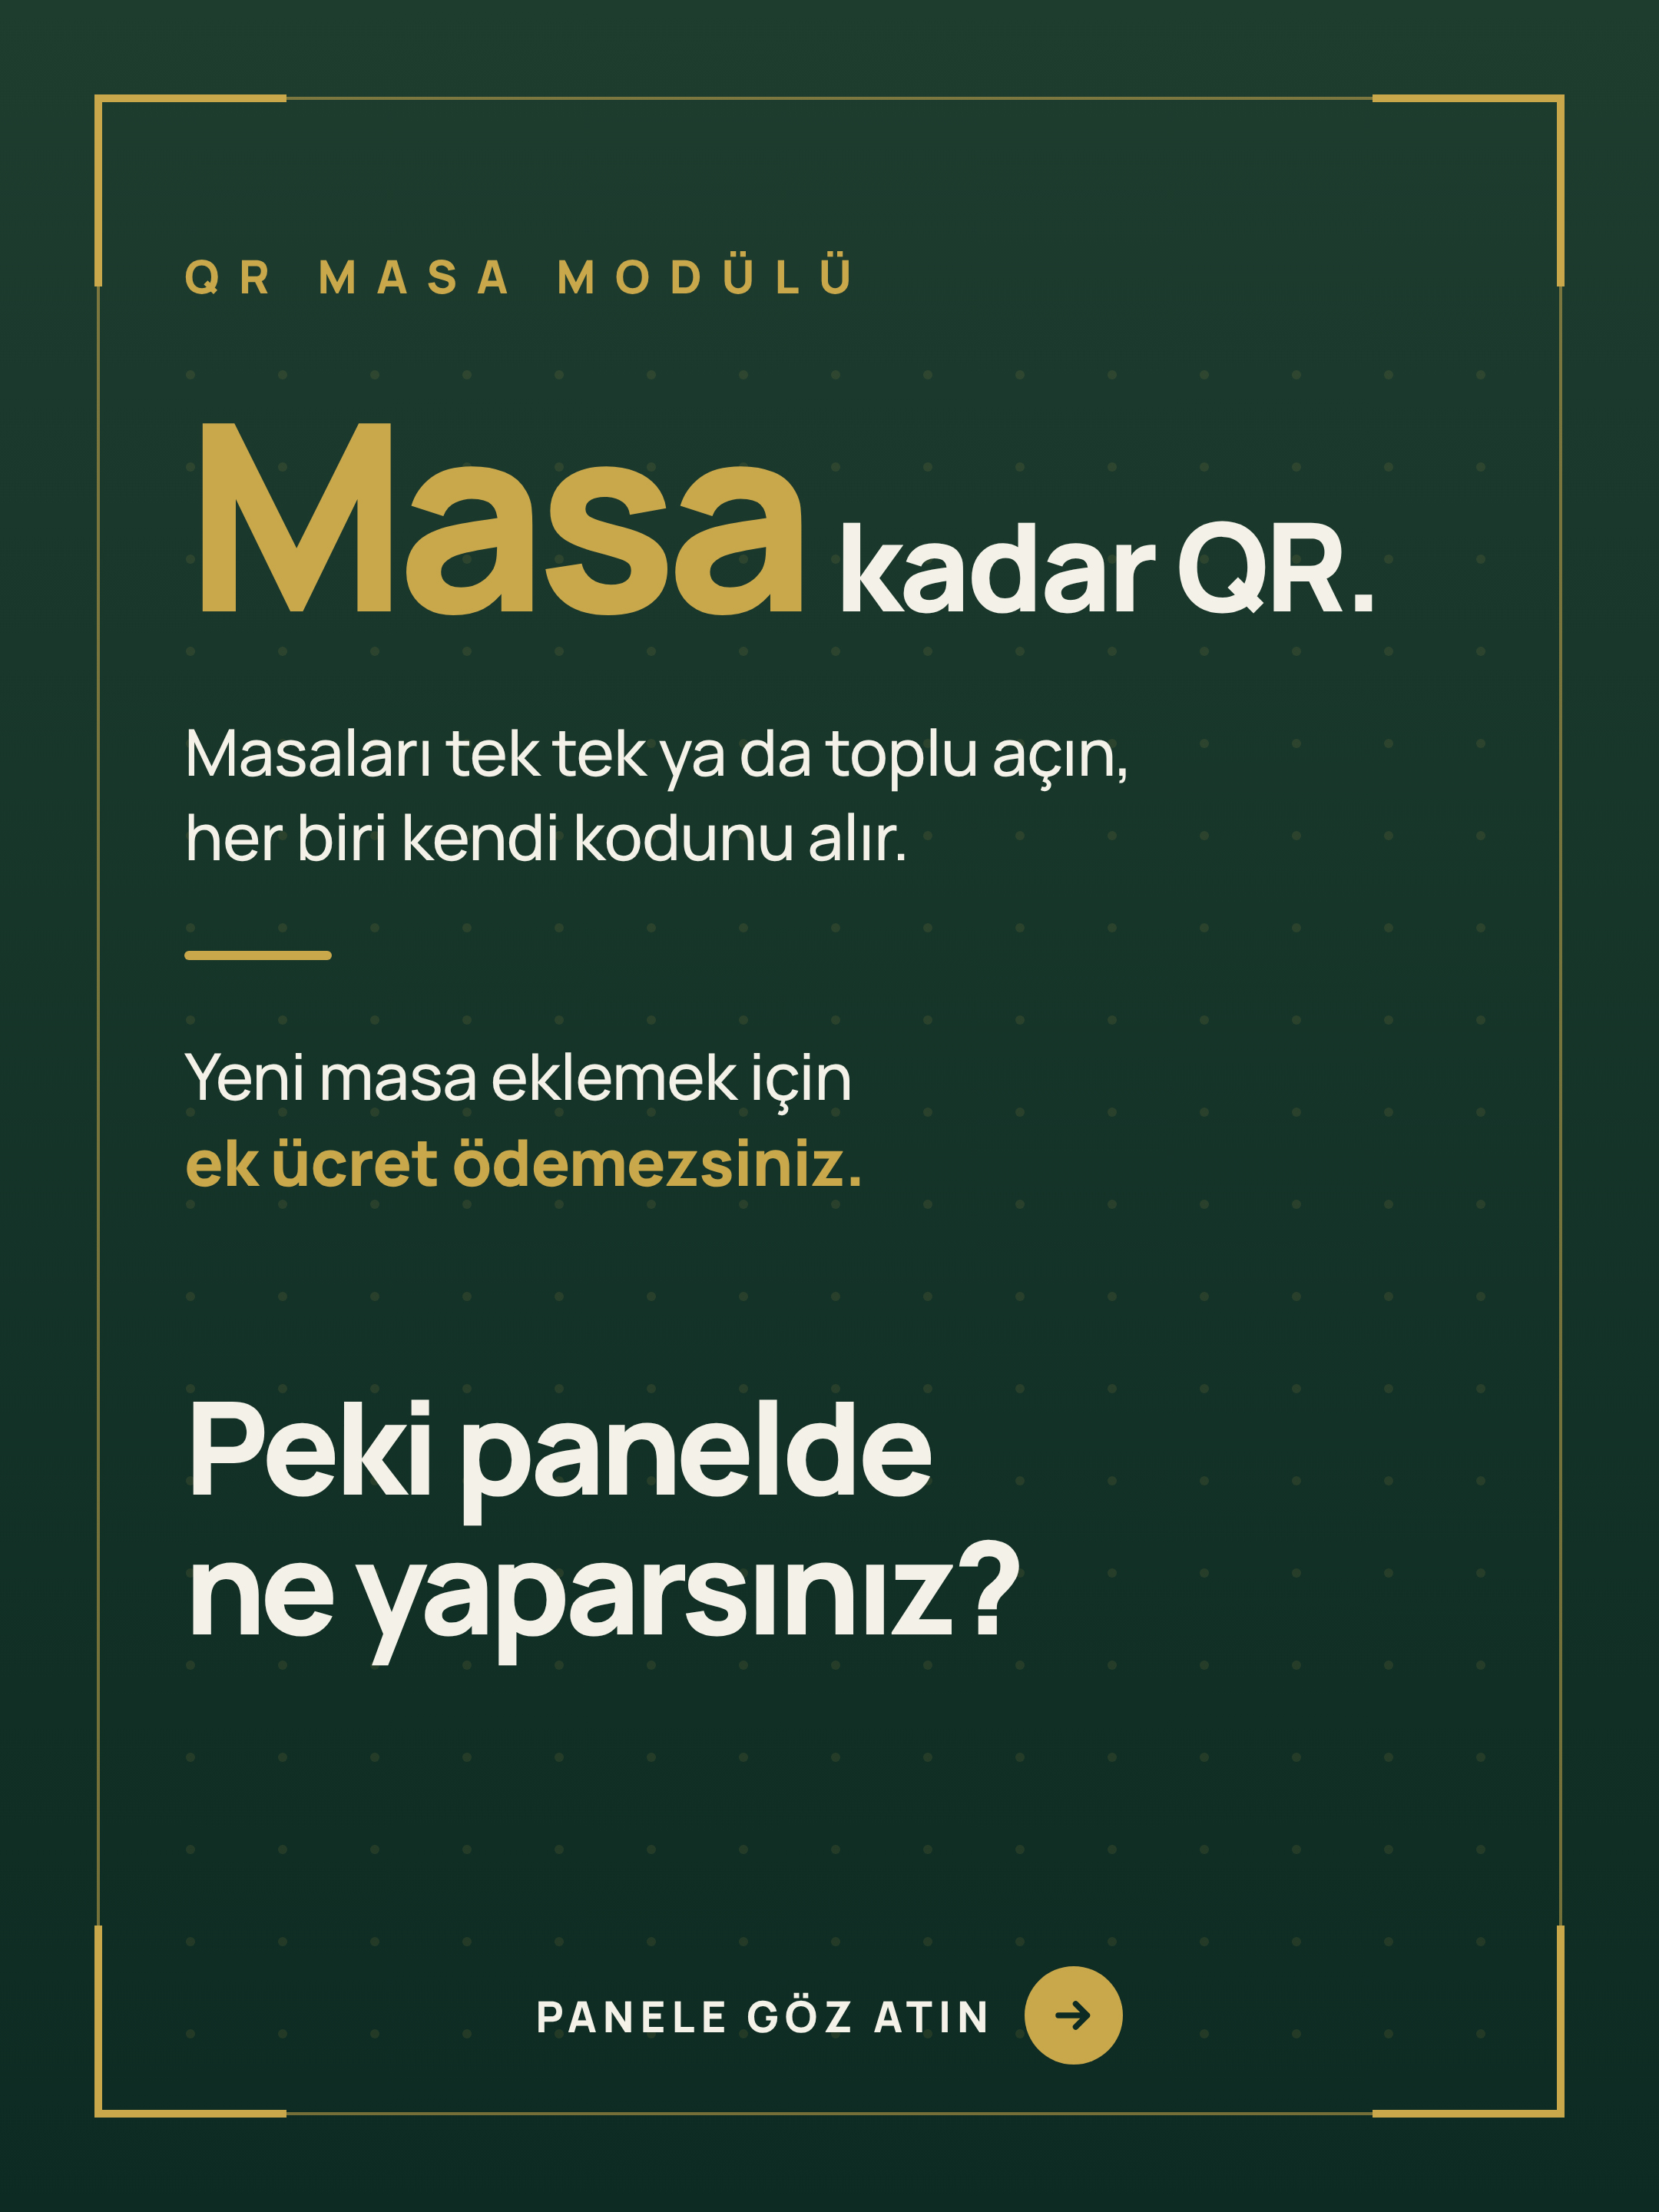 QR MASA MODÜLÜ
Masa kadar QR.
Masaları tek tek ya da toplu açın,
her biri kendi kodunu alır.
Yeni masa eklemek için
ek ücret ödemezsiniz.
Peki panelde
ne yaparsınız?
PANELE GÖZ ATIN